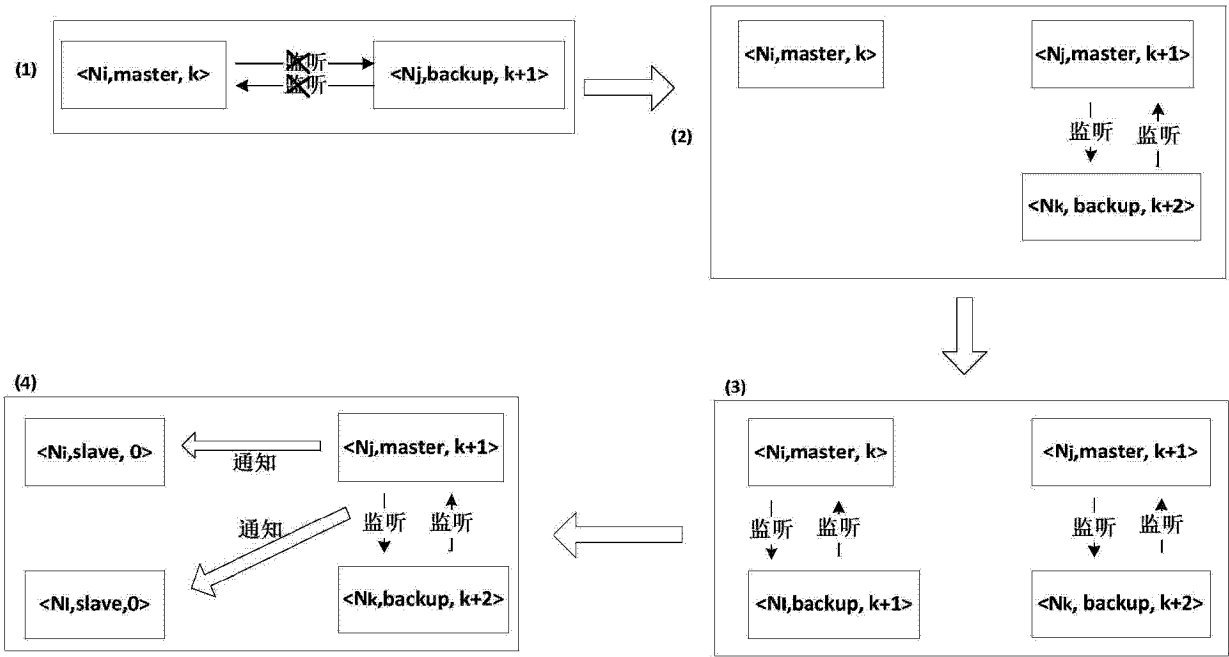 (1)
<Ni,master, k>
监听
监听
<Nj,backup, k+1>
(2)
<Ni,master, k>
<Nj,master, k+1>
监听
监听
<Nk, backup, k+2>
(3)
<Ni,master, k>
<Nj,master, k+1>
监听
监听
监听
监听
<Nl,backup, k+1>
<Nk, backup, k+2>
(4)
<Ni,slave, 0>
通知
<Nj,master, k+1>
通知
监听
监听
<Nl,slave,0>
<Nk,backup, k+2>